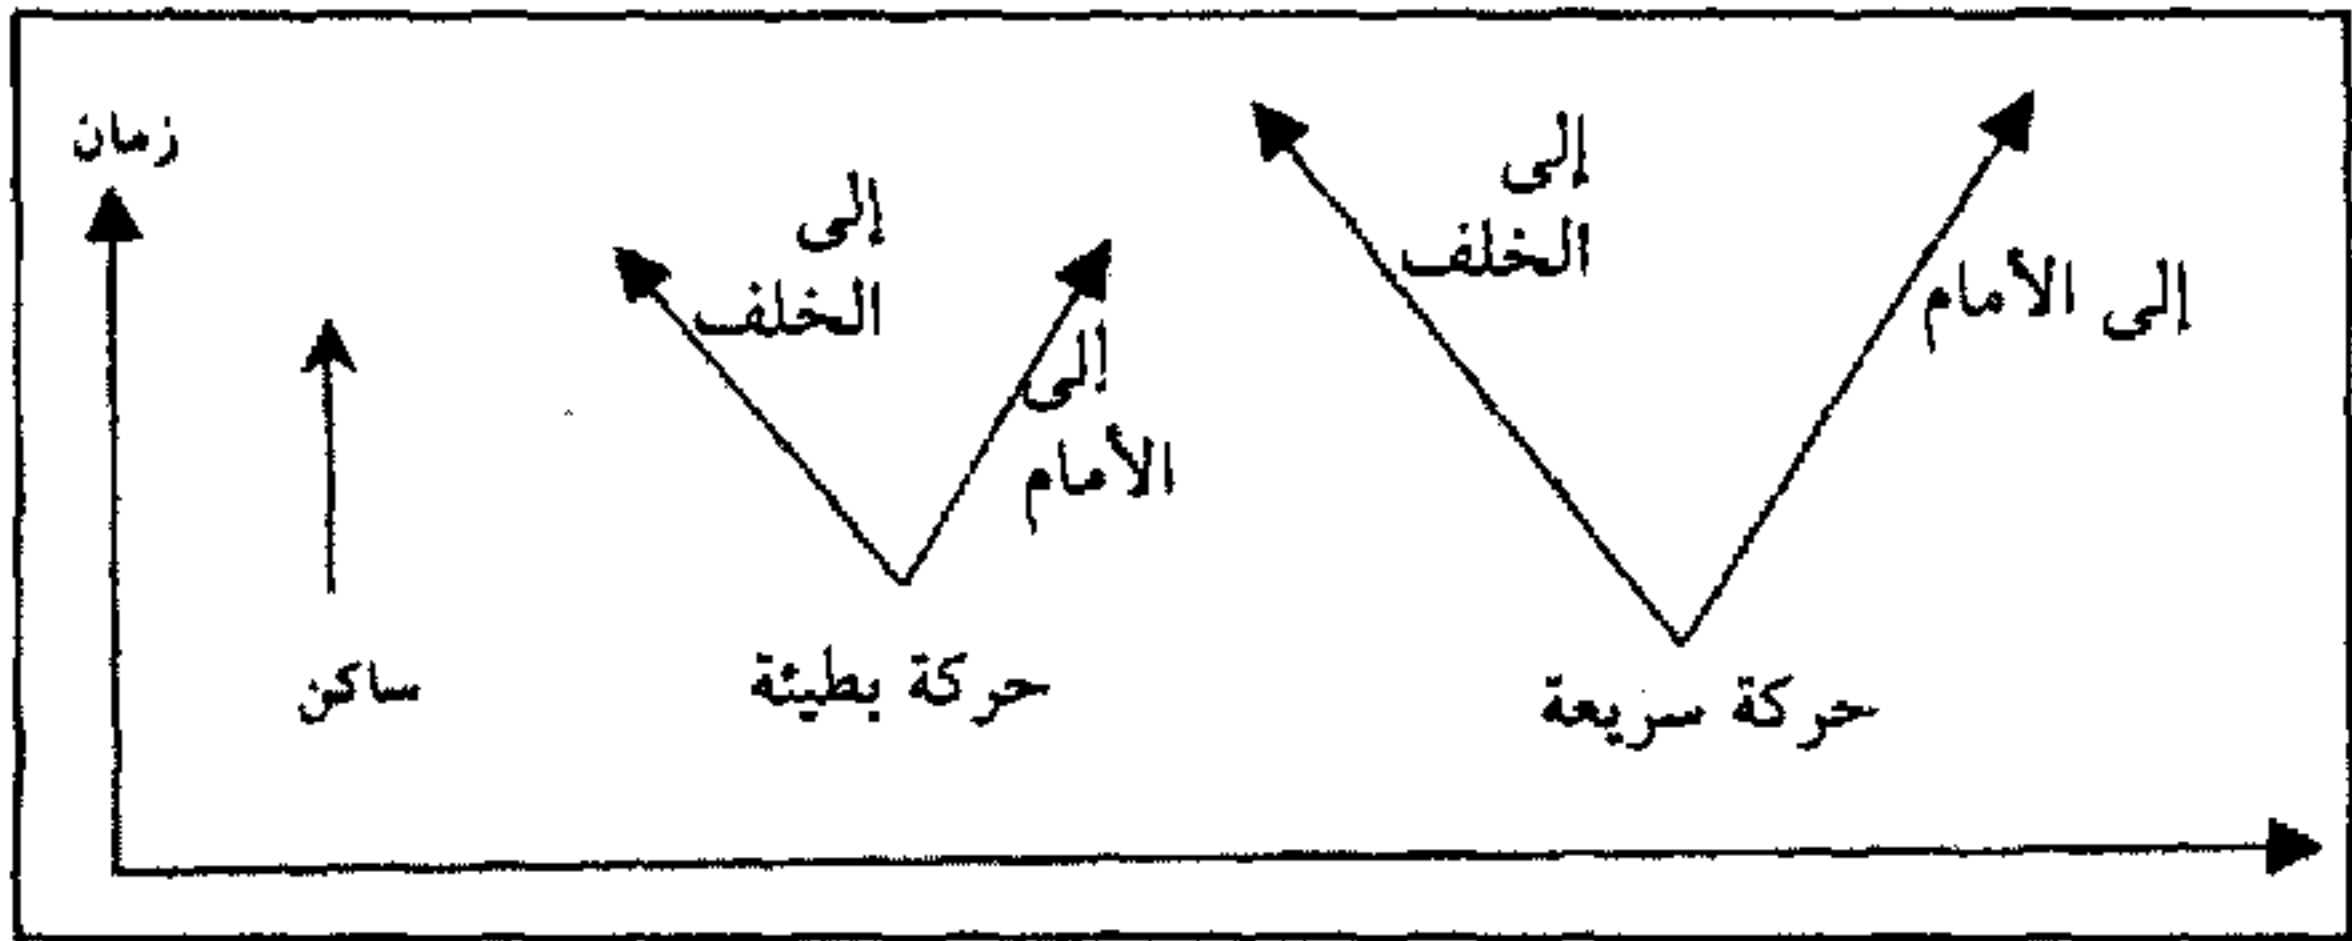 زمان
ساكن
إلى
الخلف
إلى
الأمام
حركة بطيئة
إلى
الخلف
إلى الأمام
حركة سريعة